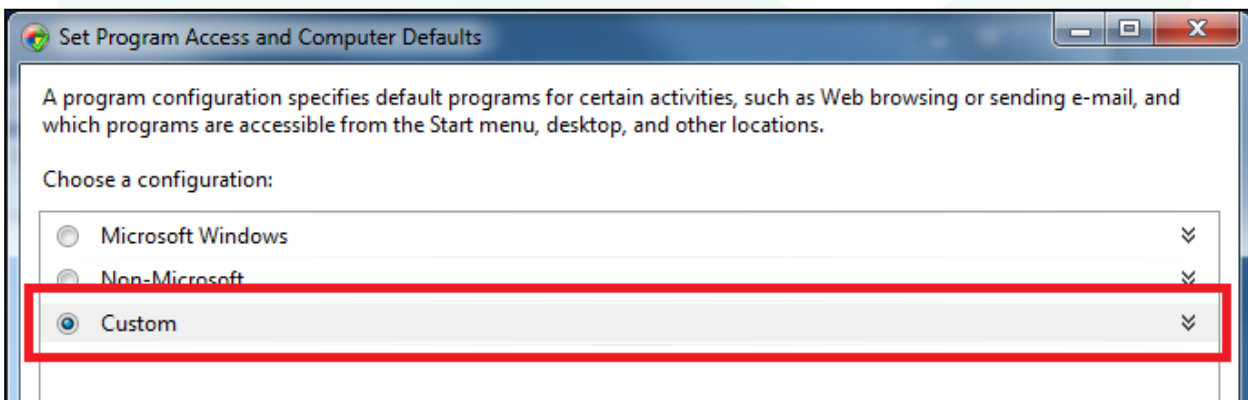 Set Program Access and Computer Defaults
A program configuration specifies default programs for certain activities, such as Web browsing or sending e-mail, and
which programs are accessible from the Start menu, desktop, and other locations.
Choose a configuration:
Microsoft Windows
Non-Microsoft
Custom